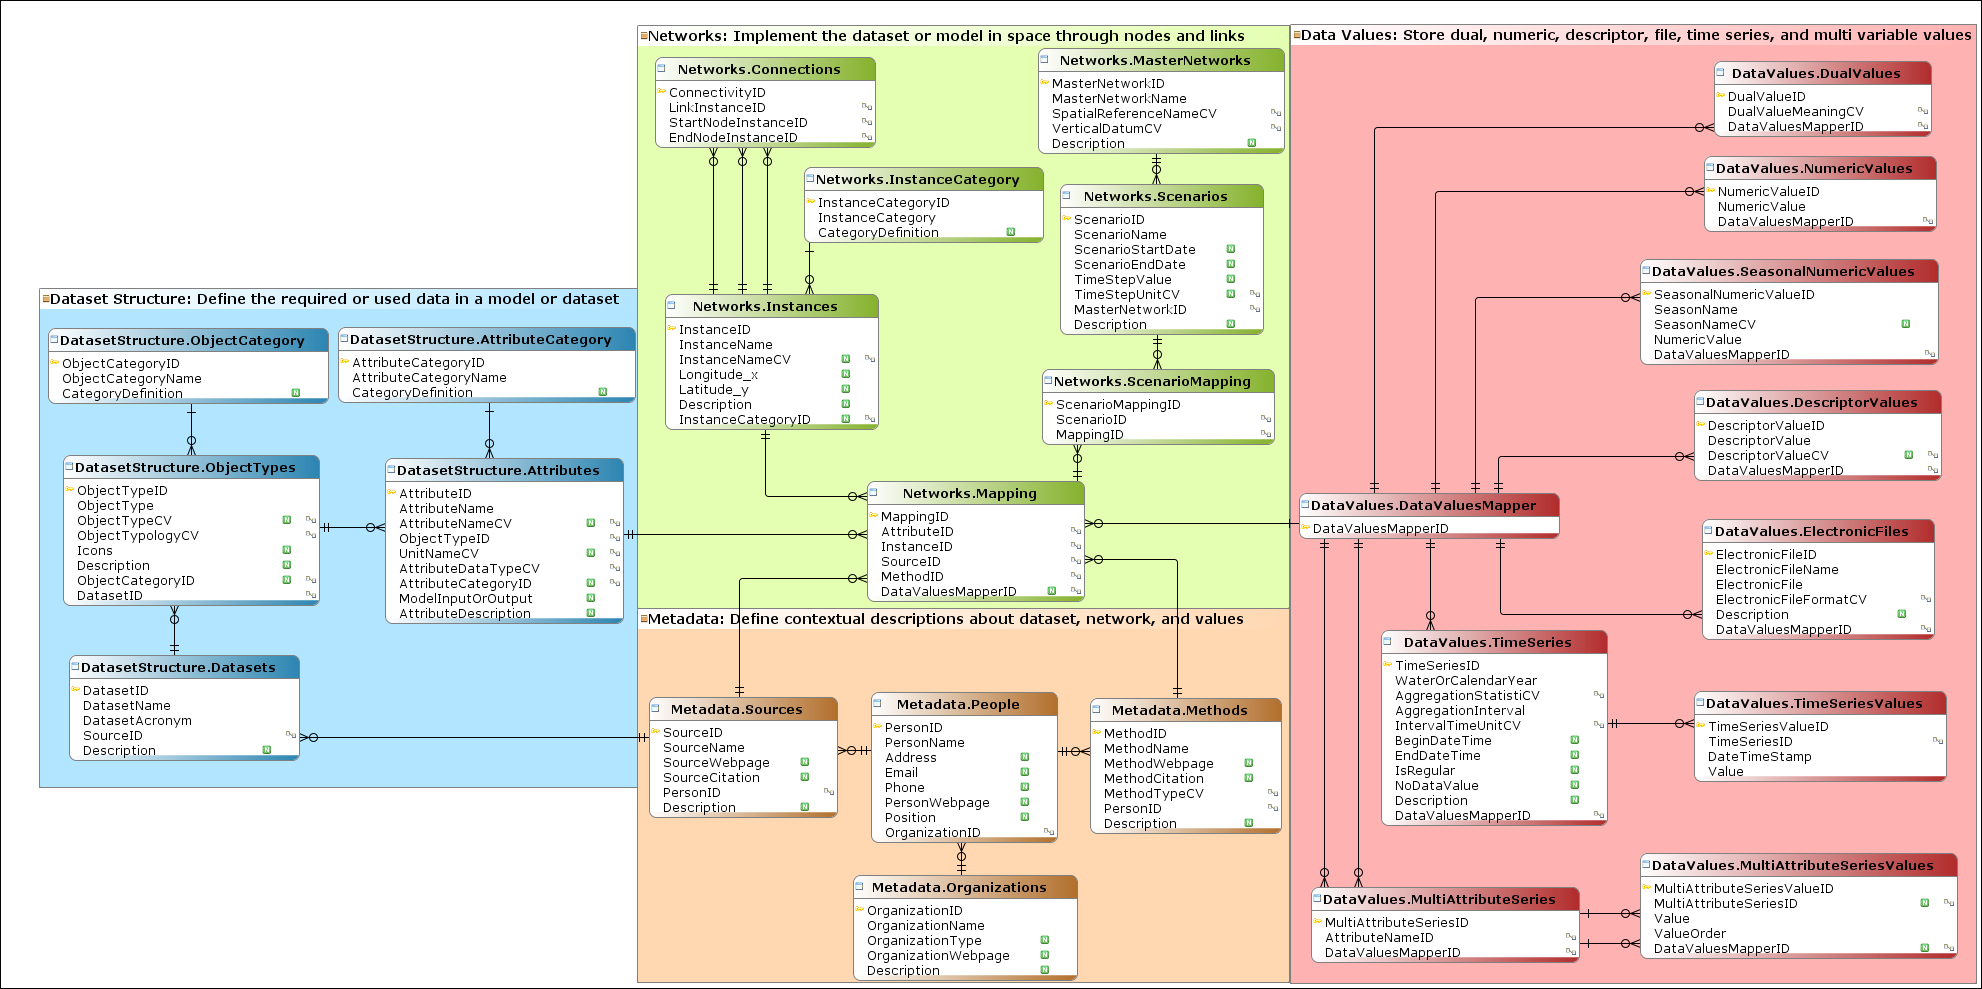 Dataset Structure: Define the required or used data in a model or dataset
DatasetStructure.ObjectCategory
ObjectCategoryID
ObjectCategoryName
CategoryDefinition
N
DatasetStructure.AttributeCategory
AttributeCategoryID
AttributeCategoryName
CategoryDefinition
N
DatasetStructure.ObjectTypes
ObjectTypeID
ObjectType
ObjectTypeCV N
ObjectTypologyCV
Icons N
Description N
ObjectCategoryID N
DatasetID
DatasetStructure.Attributes
AttributeID
AttributeName
AttributeNameCV N
ObjectTypeID
UnitNameCV N
AttributeDataTypeCV
AttributeCategoryID N
ModelInputOrOutput N
AttributeDescription N
DatasetStructure.Datasets
DatasetID
DatasetName
DatasetAcronym
SourceID
Description N
Networks: Implement the dataset or model in space through nodes and links
Networks.Connections
ConnectivityID
LinkInstanceID
StartNodeInstanceID
EndNodeInstanceID
Networks.MasterNetworks
MasterNetworkID
MasterNetworkName
SpatialReferenceNameCV
VerticalDatumCV
Description N
Networks.InstanceCategory
InstanceCategoryID
InstanceCategory
CategoryDefinition N
Networks.Scenarios
ScenarioID
ScenarioName
ScenarioStartDate N
ScenarioEndDate N
TimeStepValue N
TimeStepUnitCV N
MasterNetworkID
Description N
Networks.Instances
InstanceID
InstanceName
InstanceNameCV N
Longitude_x N
Latitude_y N
Description N
InstanceCategoryID N
Networks.ScenarioMapping
ScenarioMappingID
ScenarioID
MappingID
Networks.Mapping
MappingID
AttributeID
InstanceID
SourceID
MethodID
DataValuesMapperID N
Metadata: Define contextual descriptions about dataset, network, and values
Metadata.Sources
SourceID
SourceName
SourceWebpage N
SourceCitation N
PersonID
Description N
Metadata.People
PersonID
PersonName
Address N
Email N
Phone N
PersonWebpage N
Position N
OrganizationID
Metadata.Methods
MethodID
MethodName
MethodWebpage N
MethodCitation N
MethodTypeCV
PersonID
Description N
Metadata.Organizations
OrganizationID
OrganizationName
OrganizationType N
OrganizationWebpage N
Description N
Data Values: Store dual, numeric, descriptor, file, time series, and multi variable values
DataValues.DualValues
DualValueID
DualValueMeaningCV
DataValuesMapperID
DataValues.NumericValues
NumericValueID
NumericValue
DataValuesMapperID
DataValues.SeasonalNumericValues
SeasonalNumericValueID
SeasonName
SeasonNameCV N
NumericValue
DataValuesMapperID
DataValues.DescriptorValues
DescriptorValueID
DescriptorValue
DescriptorValueCV N
DataValuesMapperID
DataValues.DataValuesMapper
DataValuesMapperID
DataValues.ElectronicFiles
ElectronicFileID
ElectronicFileName
ElectronicFile
ElectronicFileFormatCV
Description N
DataValuesMapperID
DataValues.TimeSeries
TimeSeriesID
WaterOrCalendarYear
AggregationStatistiCV
AggregationInterval
IntervalTimeUnitCV
BeginDateTime N
EndDateTime N
IsRegular N
NoDataValue N
Description N
DataValuesMapperID
DataValues.TimeSeriesValues
TimeSeriesValueID
TimeSeriesID
DateTimeStamp
Value
DataValues.MultiAttributeSeries
MultiAttributeSeriesID
AttributeNameID
DataValuesMapperID
DataValues.MultiAttributeSeriesValues
MultiAttributeSeriesValueID
MultiAttributeSeriesID N
Value
ValueOrder
DataValuesMapperID N